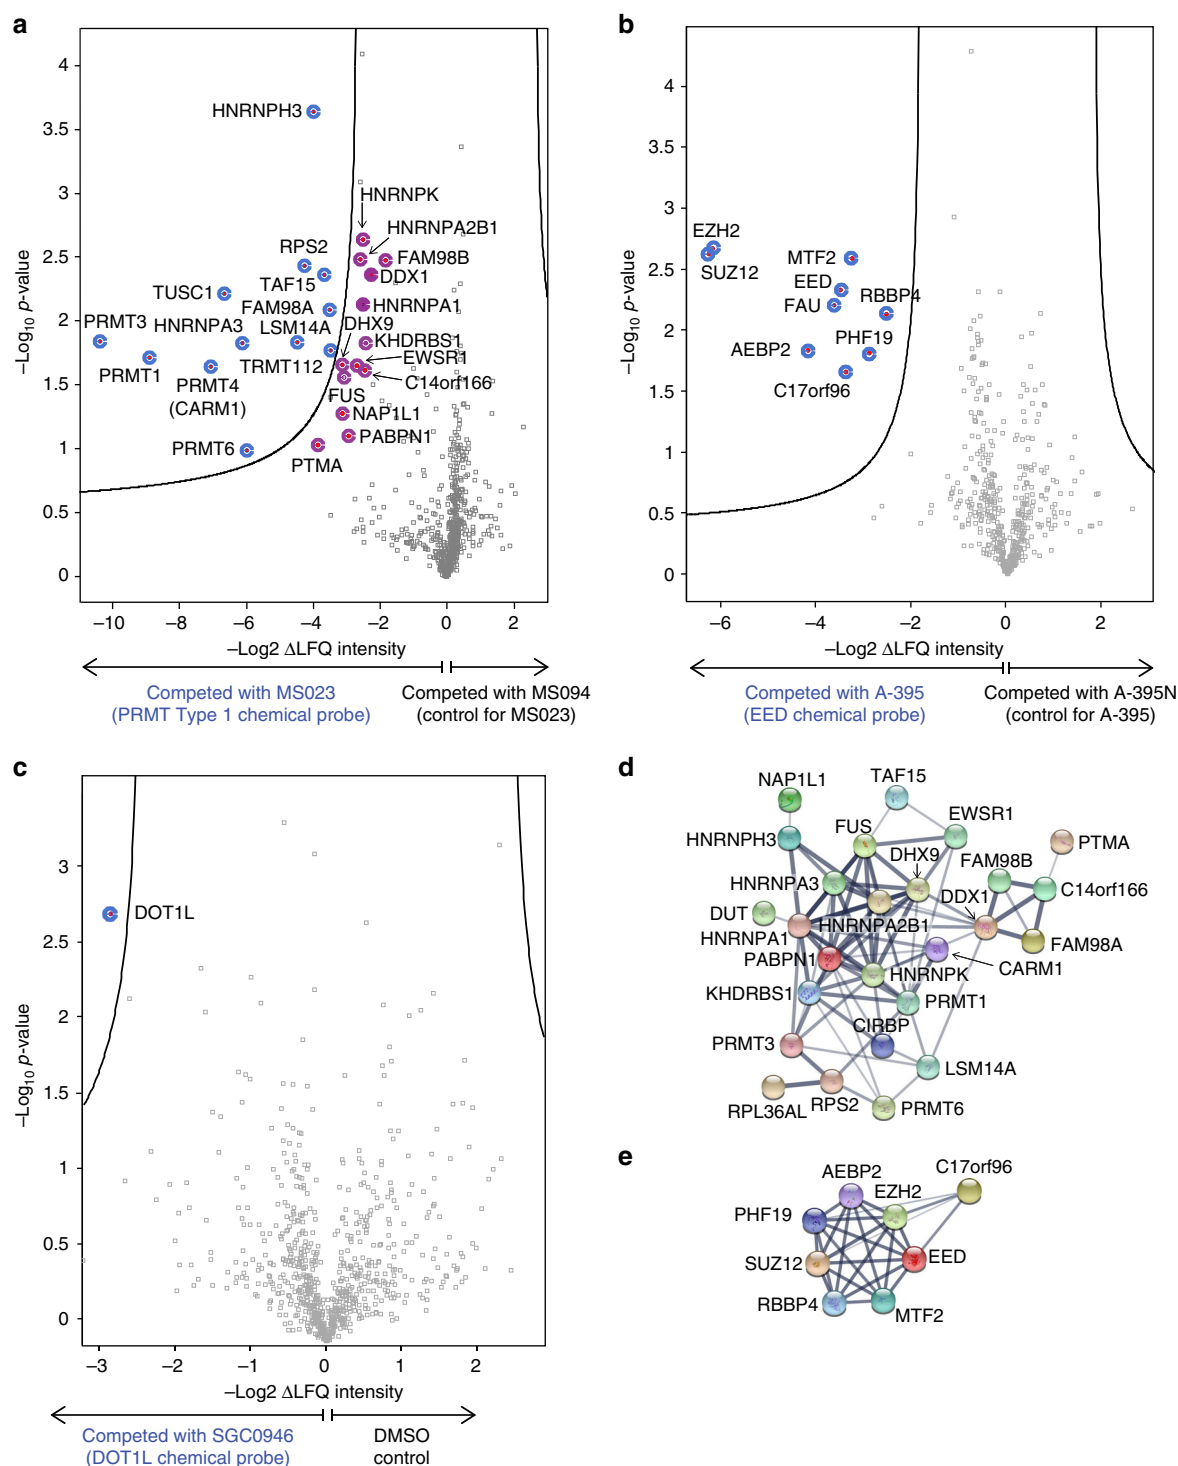 a
–Log10 p-value
4
3.5
3
2.5
2
1.5
1
0.5
0
HNRNPH3
HNRNPK
HNRNPA2B1
RPS2
FAM98B
TAF15
DDX1
TUSC1
FAM98A
HNRNPA1
PRMT3
HNRNPA3
LSM14A
DHX9
KHDRBS1
PRMT1
TRMT112
EWSR1
PRMT4
(CARM1)
C14orf166
FUS
NAP1L1
PRMT6
PABPN1
PTMA
–10
–8
–6
–4
–2
0
2
–Log2 ΔLFQ intensity
Competed with MS023
(PRMT Type 1 chemical probe)
Competed with MS094
(control for MS023)
b
–Log10 p-value
4
3.5
3
2.5
2
1.5
1
0.5
0
EZH2
SUZ12
MTF2
EED
FAU
RBBP4
AEBP2
PHF19
C17orf96
–6
–4
–2
0
2
–Log2 ΔLFQ intensity
Competed with A-395
(EED chemical probe)
Competed with A-395N
(control for A-395)
c
–Log10 p-value
3
2.5
2
1.5
1
0.5
0
DOT1L
–3
–2
–1
0
1
2
–Log2 ΔLFQ intensity
Competed with SGC0946
(DOT1L chemical probe)
DMSO
control
d
NAP1L1
TAF15
HNRNPH3
FUS
EWSR1
PTMA
DHX9
FAM98B
HNRNPA3
DDX1
C14orf166
DUT
HNRNPA2B1
HNRNPA1
FAM98A
PABPN1
HNRNPK
CARM1
KHDRBS1
PRMT1
CIRBP
PRMT3
LSM14A
RPL36AL
RPS2
PRMT6
e
AEBP2
C17orf96
EZH2
PHF19
SUZ12
EED
RBBP4
MTF2